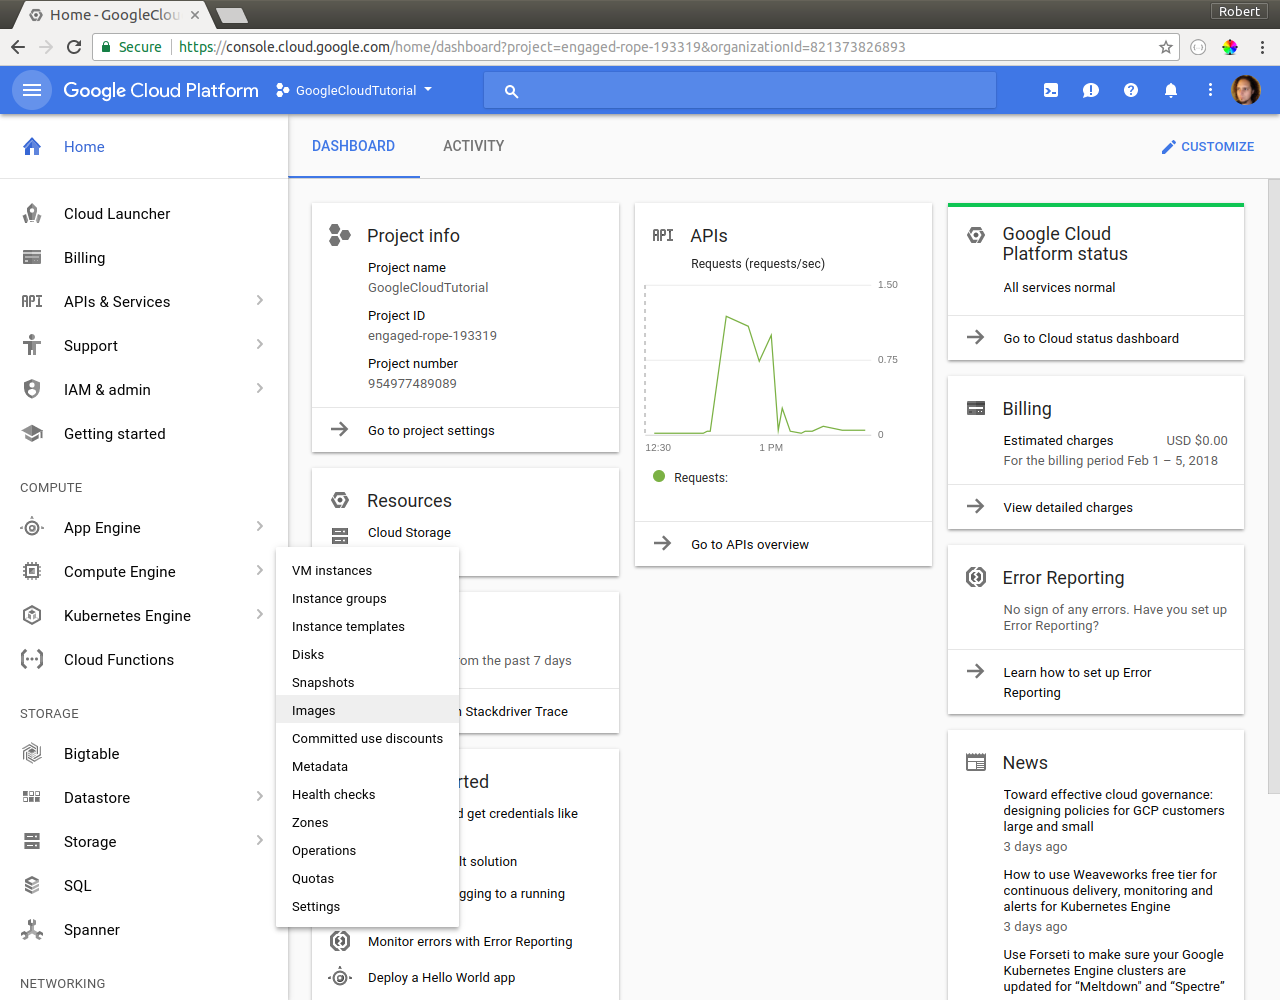 Home - GoogleClou
Robert
Secure
https://console.cloud.google.com/home/dashboard?project=engaged-rope-193319&organizationId=821373826893
Google Cloud Platform
GoogleCloudTutorial
Home
DASHBOARD
ACTIVITY
CUSTOMIZE
Cloud Launcher
Billing
API
APIs & Services
Support
IAM & admin
Getting started
COMPUTE
App Engine
Compute Engine
Kubernetes Engine
Cloud Functions
STORAGE
Bigtable
Datastore
Storage
SQL
Spanner
NETWORKING
VM instances
Instance groups
Instance templates
Disks
Snapshots
Images
Committed use discounts
Metadata
Health checks
Zones
Operations
Quotas
Settings
Project info
Project name
GoogleCloudTutorial
Project ID
engaged-rope-193319
Project number
954977489089
Go to project settings
Resources
Cloud Storage
om the past 7 days
Stackdriver Trace
rted
d get credentials like
lt solution
gging to a running
Monitor errors with Error Reporting
Deploy a Hello World app
API
APIs
Requests (requests/sec)
1.50
0.75
0
12:30
1 PM
Requests:
Go to APIs overview
Google Cloud
Platform status
All services normal
Go to Cloud status dashboard
Billing
Estimated charges USD $0.00
For the billing period Feb 1 – 5, 2018
View detailed charges
Error Reporting
No sign of any errors. Have you set up
Error Reporting?
Learn how to set up Error
Reporting
News
Toward effective cloud governance:
designing policies for GCP customers
large and small
3 days ago
How to use Weaveworks free tier for
continuous delivery, monitoring and
alerts for Kubernetes Engine
3 days ago
Use Forseti to make sure your Google
Kubernetes Engine clusters are
updated for “Meltdown" and “Spectre”